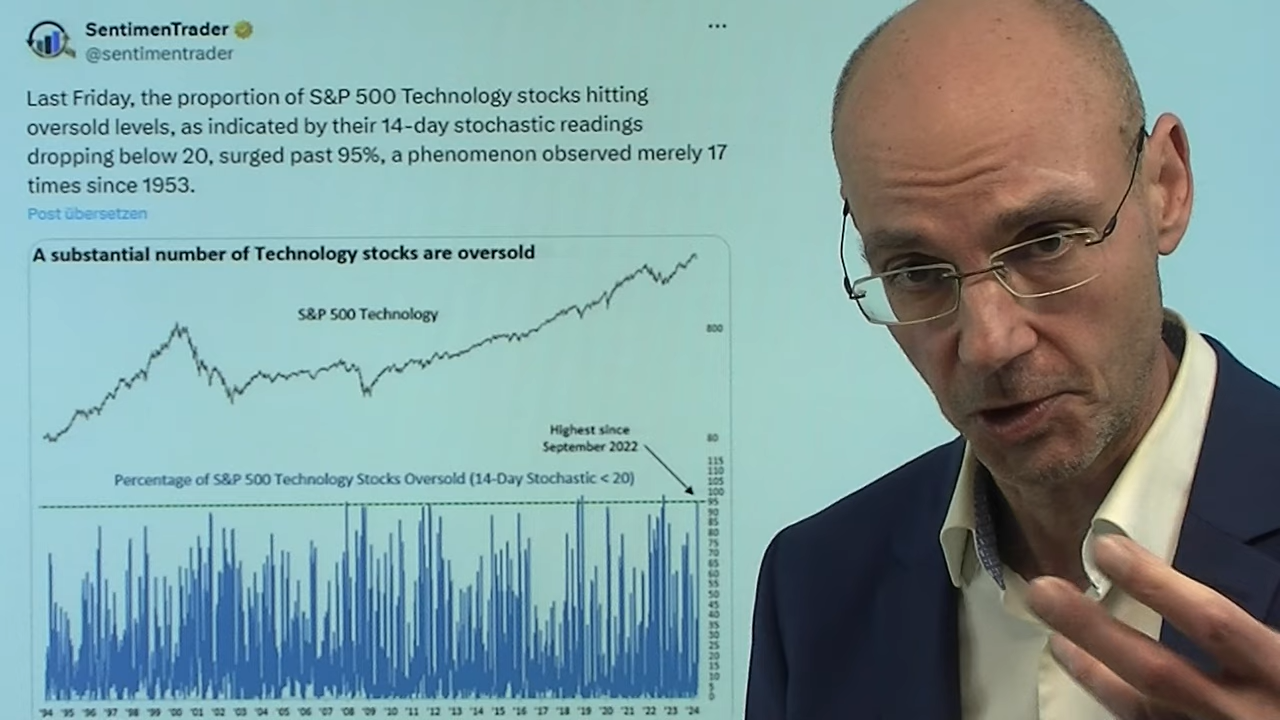 SentimenTrader
@sentimentrader
Last Friday, the proportion of S&P 500 Technology stocks hitting
oversold levels, as indicated by their 14-day stochastic readings
dropping below 20, surged past 95%, a phenomenon observed merely 17
times since 1953.
Post übersetzen
A substantial number of Technology stocks are oversold
S&P 500 Technology
800
Highest since
September 2022
80
Percentage of S&P 500 Technology Stocks Oversold (14-Day Stochastic < 20)
115
110
105
100
95
90
85
80
75
70
65
60
55
50
45
40
35
30
25
20
15
10
5
0
'94 '95 '96 '97 '98 '99 '00 '01 '02 '03 '04 '05 '06 '07 '08 '09 '10 '11 '12 '13 '14 '15 '16 '17 '18 '19 '20 '21 '22 '23 '24